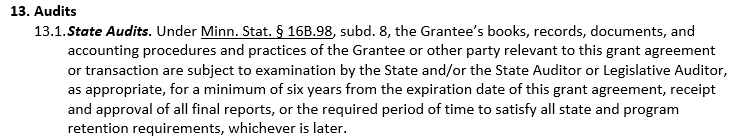 13. Audits
13.1. State Audits. Under Minn. Stat. § 16B.98, subd. 8, the Grantee's books, records, documents, and
accounting procedures and practices of the Grantee or other party relevant to this grant agreement
or transaction are subject to examination by the State and/or the State Auditor or Legislative Auditor,
as appropriate, for a minimum of six years from the expiration date of this grant agreement, receipt
and approval of all final reports, or the required period of time to satisfy all state and program
retention requirements, whichever is later.